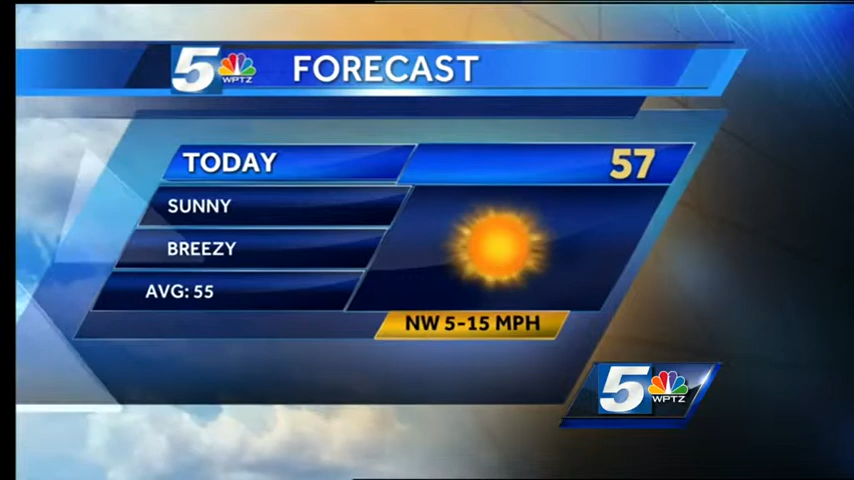 5 WPTZ FORECAST
TODAY 57
SUNNY
BREEZY
AVG: 55
NW 5-15 MPH
5 WPTZ